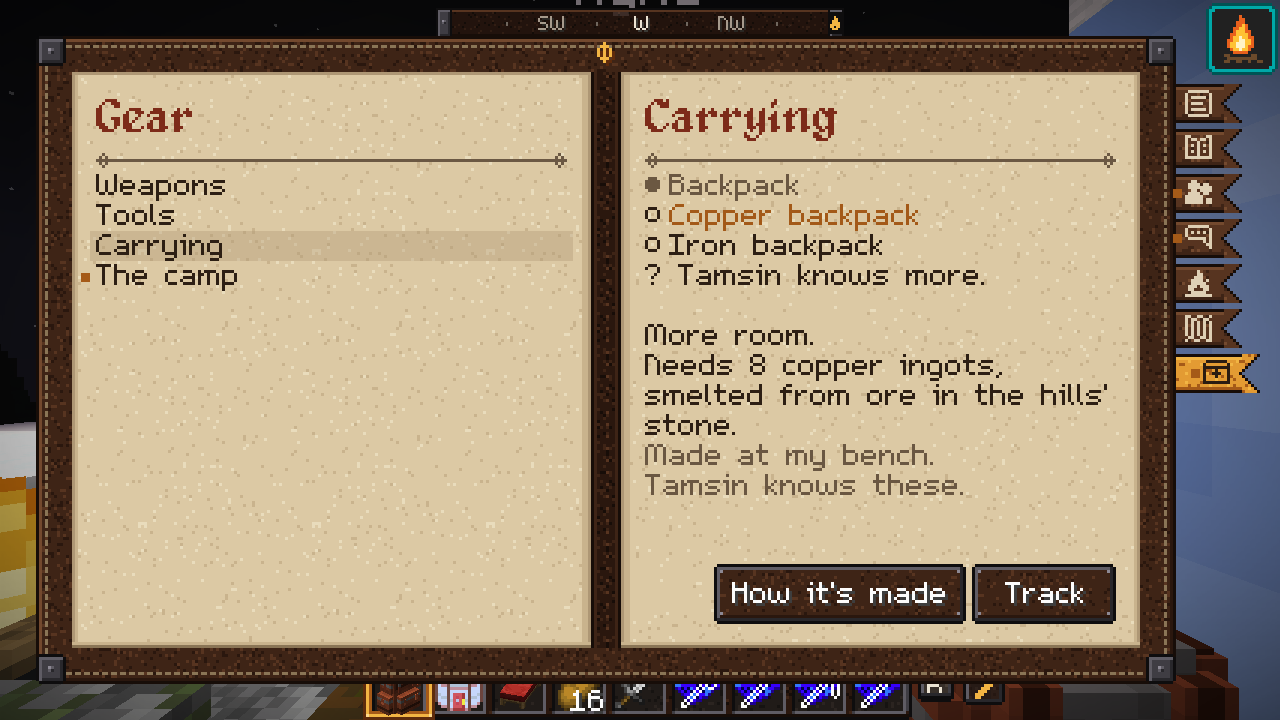 SW W NW
Gear
Weapons
Tools
Carrying
The camp
Carrying
Backpack
Copper backpack
Iron backpack
? Tamsin knows more.
More room.
Needs 8 copper ingots,
smelted from ore in the hills'
stone.
Made at my bench.
Tamsin knows these.
How it's made
Track
16